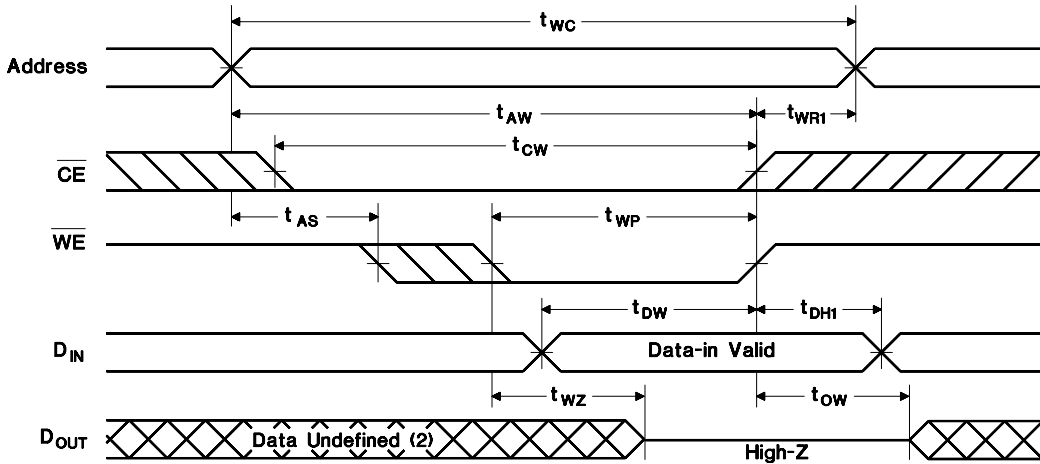 tWC
Address
tAW tWR1
tCW
CE
tAS tWP
WE
tDW tDH1
DIN Data-in Valid
tWZ tOW
DOUT Data Undefined (2) High-Z